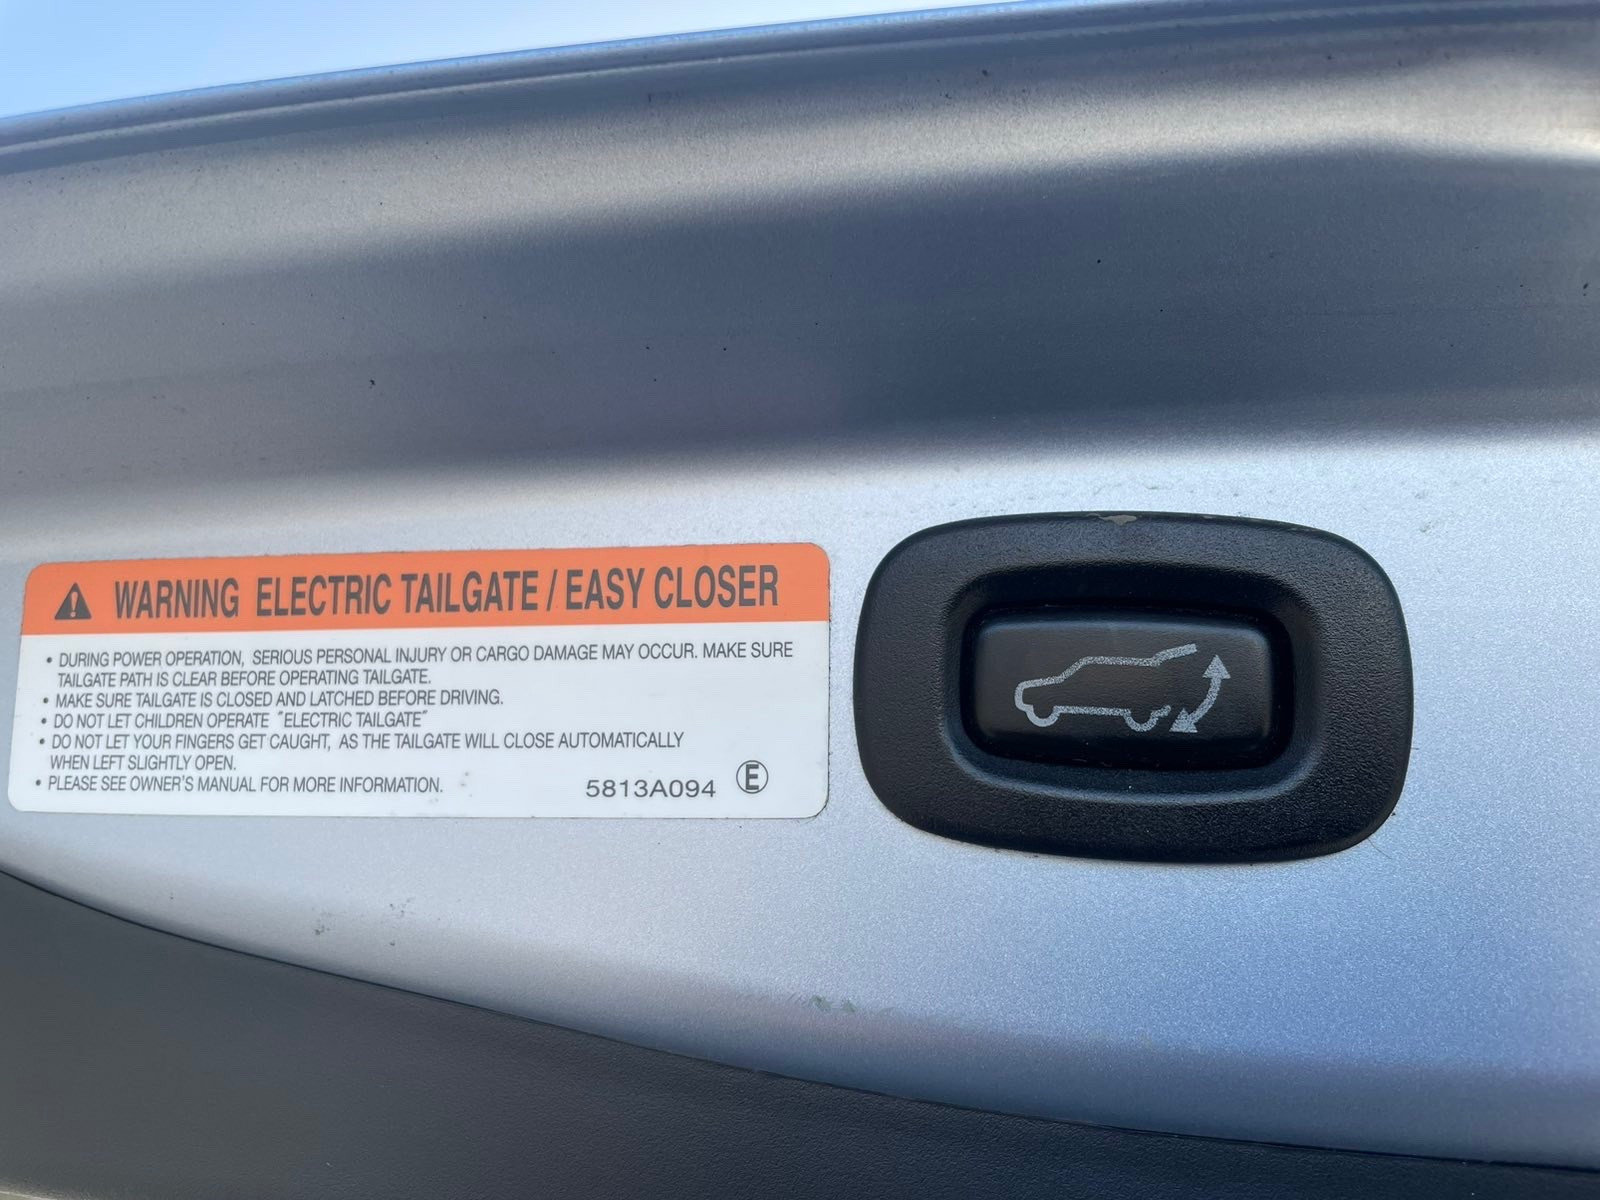 WARNING ELECTRIC TAILGATE / EASY CLOSER
• DURING POWER OPERATION, SERIOUS PERSONAL INJURY OR CARGO DAMAGE MAY OCCUR. MAKE SURE
TAILGATE PATH IS CLEAR BEFORE OPERATING TAILGATE.
• MAKE SURE TAILGATE IS CLOSED AND LATCHED BEFORE DRIVING.
• DO NOT LET CHILDREN OPERATE "ELECTRIC TAILGATE"
• DO NOT LET YOUR FINGERS GET CAUGHT, AS THE TAILGATE WILL CLOSE AUTOMATICALLY
WHEN LEFT SLIGHTLY OPEN.
• PLEASE SEE OWNER'S MANUAL FOR MORE INFORMATION.
5813A094 Ⓔ